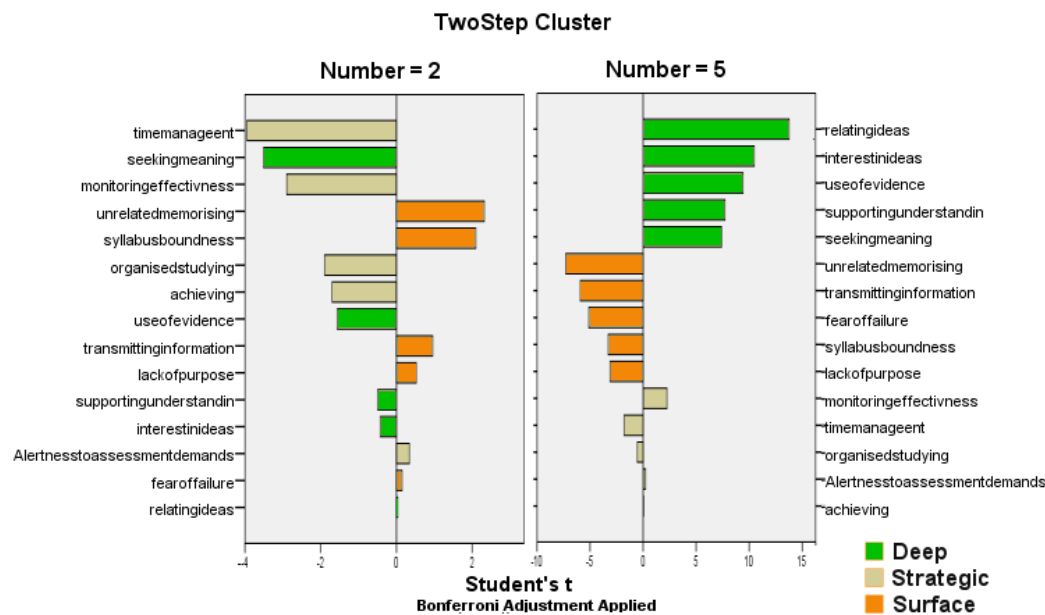 TwoStep Cluster
Number = 2
timemanageent
seekingmeaning
monitoringeffectivness
unrelatedmemorising
syllabusboundness
organisedstudying
achieving
useofevidence
transmittinginformation
lackofpurpose
supportingunderstandin
interestinideas
Alertnesstoassessmentdemands
fearoffailure
relatingideas
-4 -2 0 2
Number = 5
relatingideas
interestinideas
useofevidence
supportingunderstandin
seekingmeaning
unrelatedmemorising
transmittinginformation
fearoffailure
syllabusboundness
lackofpurpose
monitoringeffectivness
timemanageent
organisedstudying
Alertnesstoassessmentdemands
achieving
-10 -5 0 5 10 15
Student's t
Bonferroni Adjustment Applied
Deep
Strategic
Surface